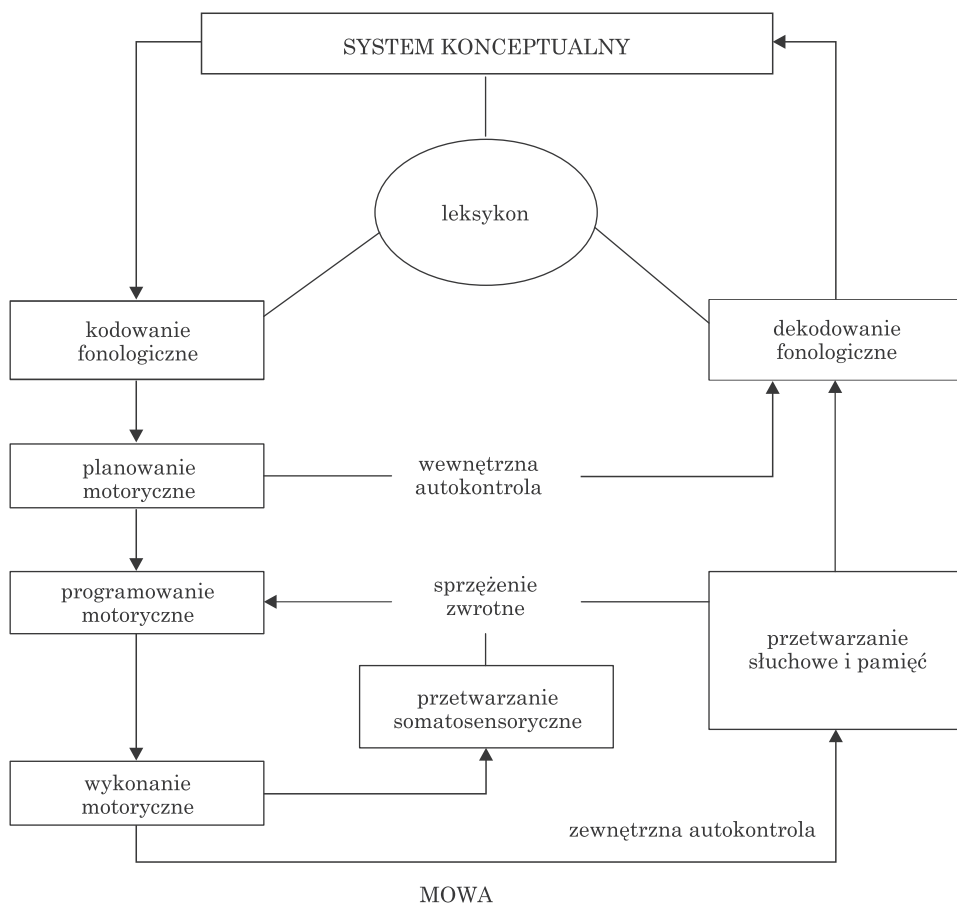 SYSTEM KONCEPTUALNY
leksykon
kodowanie
fonologiczne
dekodowanie
fonologiczne
planowanie
motoryczne
wewnętrzna
autokontrola
programowanie
motoryczne
sprzężenie
zwrotne
przetwarzanie
słuchowe i pamięć
przetwarzanie
somatosensoryczne
wykonanie
motoryczne
zewnętrzna autokontrola
MOWA